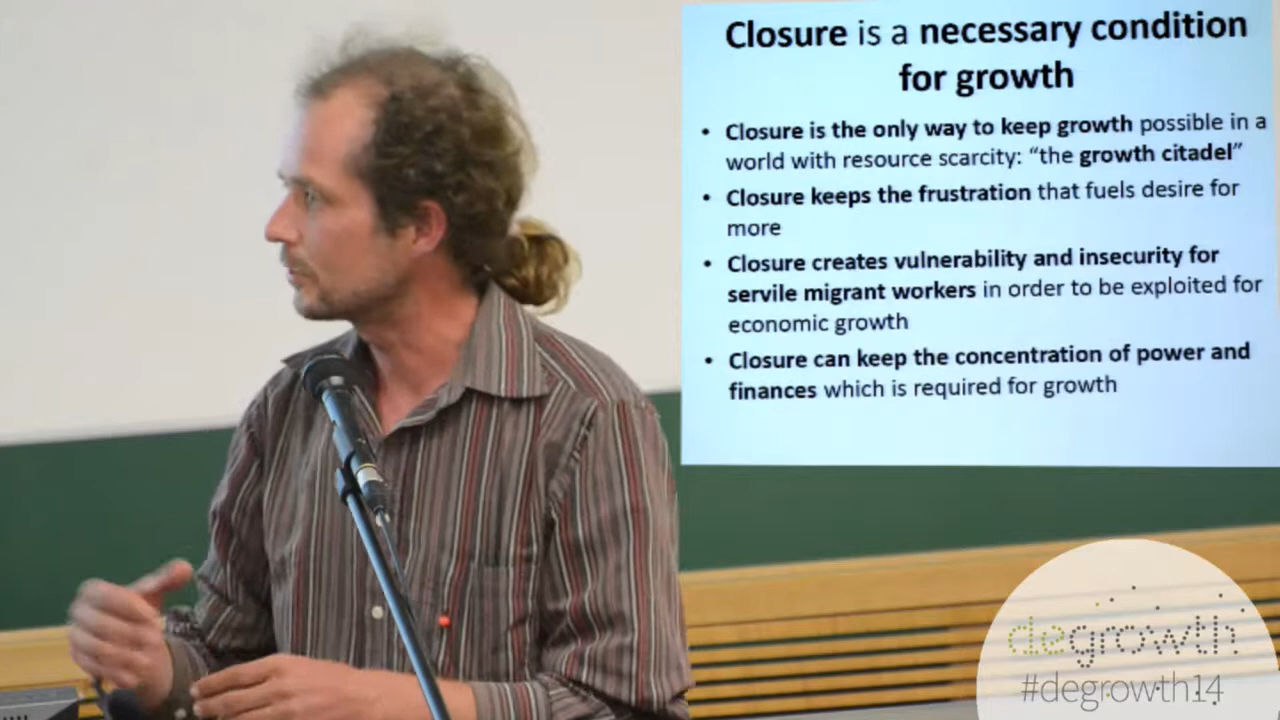 Closure is a necessary condition
for growth
• Closure is the only way to keep growth possible in a
world with resource scarcity: “the growth citadel”
• Closure keeps the frustration that fuels desire for
more
• Closure creates vulnerability and insecurity for
servile migrant workers in order to be exploited for
economic growth
• Closure can keep the concentration of power and
finances which is required for growth
degrowth
#degrowth14